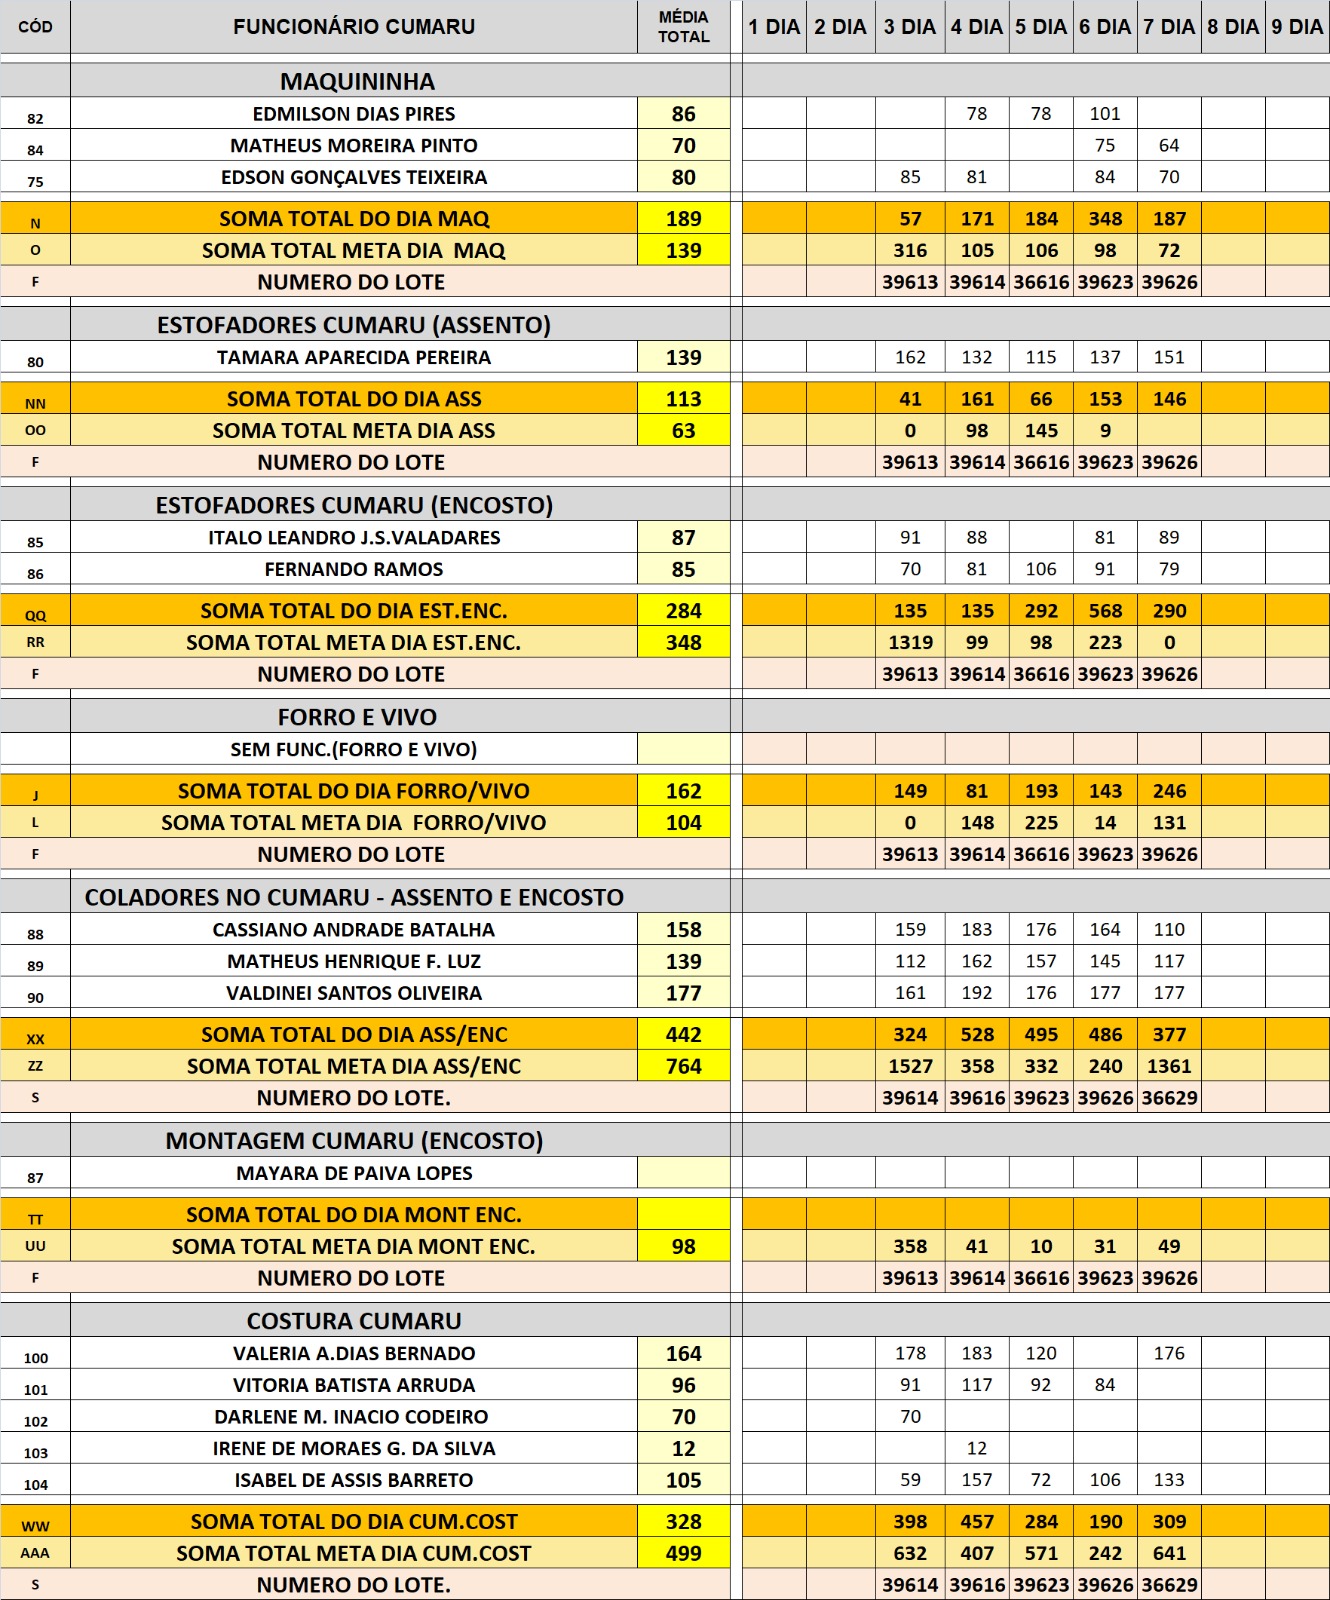 CÓD FUNCIONÁRIO CUMARU MÉDIA TOTAL 1 DIA 2 DIA 3 DIA 4 DIA 5 DIA 6 DIA 7 DIA 8 DIA 9 DIA
MAQUININHA
82 EDMILSON DIAS PIRES 86 78 78 101
84 MATHEUS MOREIRA PINTO 70 75 64
75 EDSON GONÇALVES TEIXEIRA 80 85 81 84 70
N SOMA TOTAL DO DIA MAQ 189 57 171 184 348 187
O SOMA TOTAL META DIA MAQ 139 316 105 106 98 72
F NUMERO DO LOTE 39613 39614 36616 39623 39626
ESTOFADORES CUMARU (ASSENTO)
80 TAMARA APARECIDA PEREIRA 139 162 132 115 137 151
NN SOMA TOTAL DO DIA ASS 113 41 161 66 153 146
OO SOMA TOTAL META DIA ASS 63 0 98 145 9
F NUMERO DO LOTE 39613 39614 36616 39623 39626
ESTOFADORES CUMARU (ENCOSTO)
85 ITALO LEANDRO J.S.VALADARES 87 91 88 81 89
86 FERNANDO RAMOS 85 70 81 106 91 79
QQ SOMA TOTAL DO DIA EST.ENC. 284 135 135 292 568 290
RR SOMA TOTAL META DIA EST.ENC. 348 1319 99 98 223 0
F NUMERO DO LOTE 39613 39614 36616 39623 39626
FORRO E VIVO
SEM FUNC.(FORRO E VIVO)
J SOMA TOTAL DO DIA FORRO/VIVO 162 149 81 193 143 246
L SOMA TOTAL META DIA FORRO/VIVO 104 0 148 225 14 131
F NUMERO DO LOTE 39613 39614 36616 39623 39626
COLADORES NO CUMARU - ASSENTO E ENCOSTO
88 CASSIANO ANDRADE BATALHA 158 159 183 176 164 110
89 MATHEUS HENRIQUE F. LUZ 139 112 162 157 145 117
90 VALDINEI SANTOS OLIVEIRA 177 161 192 176 177 177
XX SOMA TOTAL DO DIA ASS/ENC 442 324 528 495 486 377
ZZ SOMA TOTAL META DIA ASS/ENC 764 1527 358 332 240 1361
S NUMERO DO LOTE. 39614 39616 39623 39626 36629
MONTAGEM CUMARU (ENCOSTO)
87 MAYARA DE PAIVA LOPES
TT SOMA TOTAL DO DIA MONT ENC.
UU SOMA TOTAL META DIA MONT ENC. 98 358 41 10 31 49
F NUMERO DO LOTE 39613 39614 36616 39623 39626
COSTURA CUMARU
100 VALERIA A.DIAS BERNADO 164 178 183 120 176
101 VITORIA BATISTA ARRUDA 96 91 117 92 84
102 DARLENE M. INACIO CODEIRO 70 70
103 IRENE DE MORAES G. DA SILVA 12 12
104 ISABEL DE ASSIS BARRETO 105 59 157 72 106 133
WW SOMA TOTAL DO DIA CUM.COST 328 398 457 284 190 309
AAA SOMA TOTAL META DIA CUM.COST 499 632 407 571 242 641
S NUMERO DO LOTE. 39614 39616 39623 39626 36629